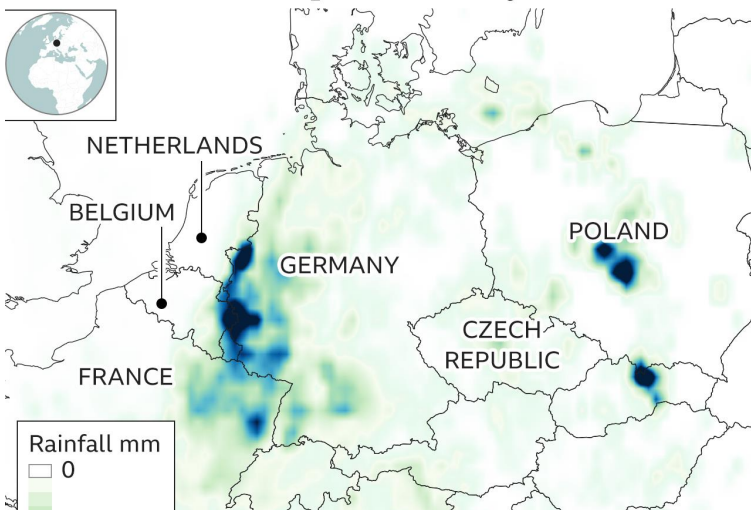 NETHERLANDS
BELGIUM
GERMANY
POLAND
CZECH
REPUBLIC
FRANCE
Rainfall mm
0